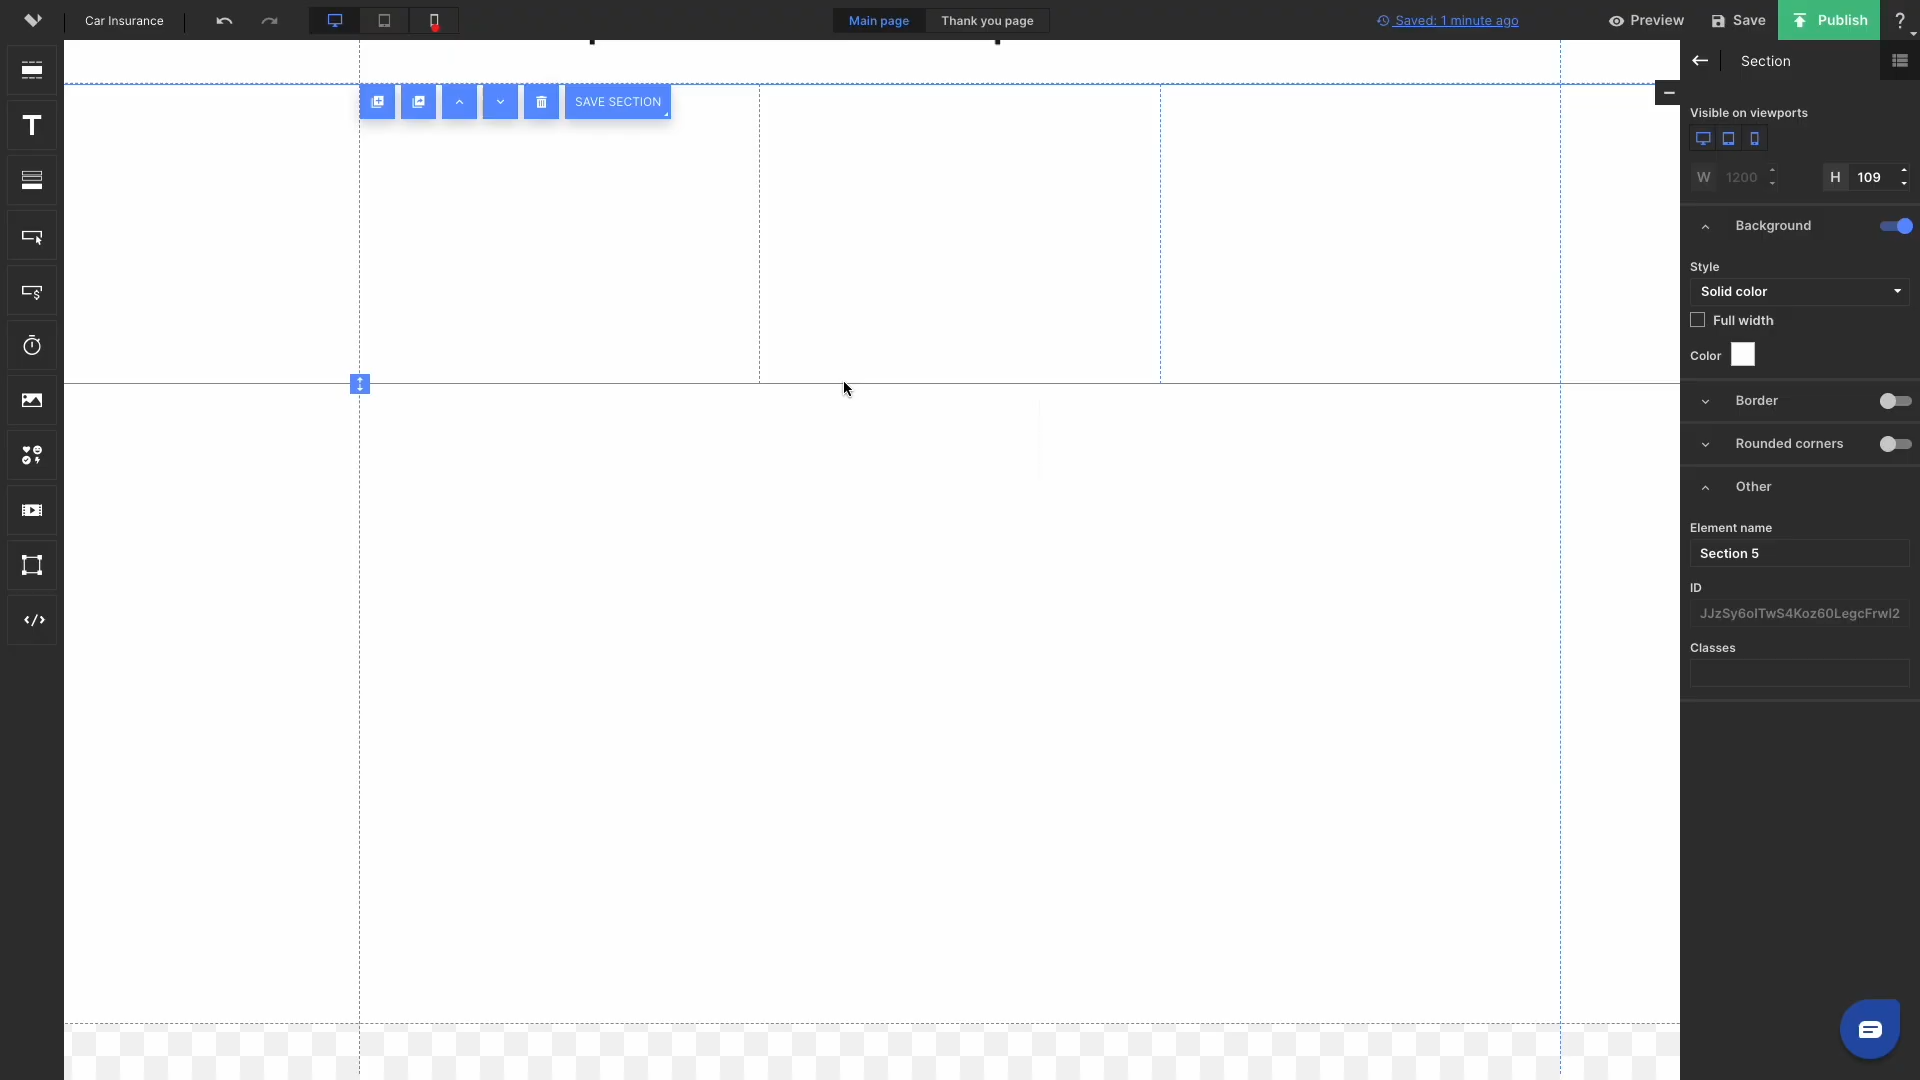 Car Insurance
Main page
Thank you page
Saved: 1 minute ago
Preview
Save
Publish
?
Section
SAVE SECTION
Visible on viewports
W 1200
H 109
Background
Style
Solid color
Full width
Color
Border
Rounded corners
Other
Element name
Section 5
ID
JJzSy6olTwS4Koz60LegcFrwl2
Classes